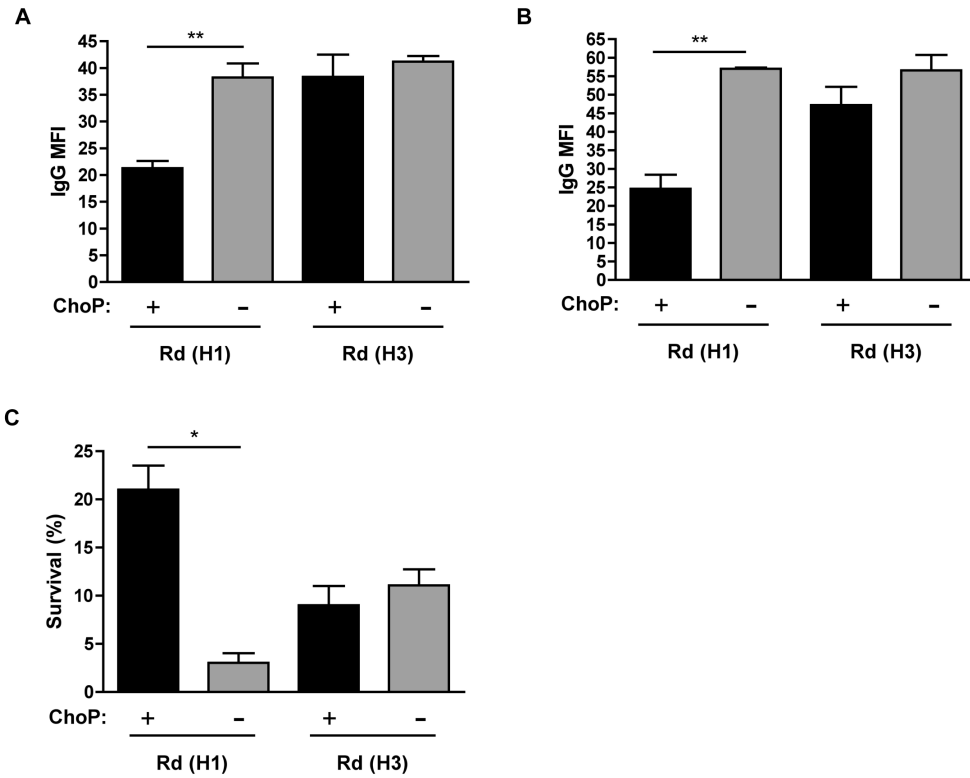 A
**
IgG MFI
45
40
35
30
25
20
15
10
5
0
ChoP: + − + −
Rd (H1) Rd (H3)
B
**
IgG MFI
65
60
55
50
45
40
35
30
25
20
15
10
5
0
ChoP: + − + −
Rd (H1) Rd (H3)
C
*
Survival (%)
25
20
15
10
5
0
ChoP: + − + −
Rd (H1) Rd (H3)